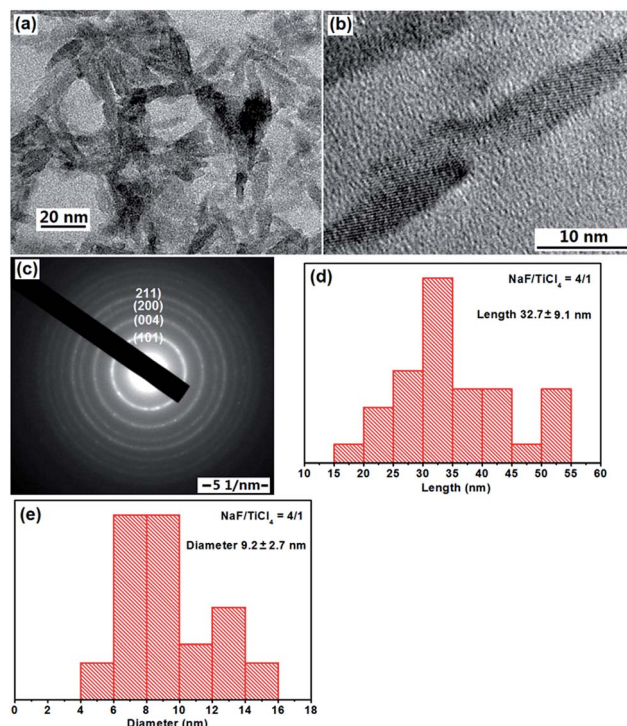 (a)
20 nm
(b)
10 nm
(c)
211)
(200)
(004)
(101)
5 1/nm
(d)
NaF/TiCl₄ = 4/1
Length 32.7± 9.1 nm
10 15 20 25 30 35 40 45 50 55 60
Length (nm)
(e)
NaF/TiCl₄ = 4/1
Diameter 9.2 ± 2.7 nm
0 2 4 6 8 10 12 14 16 18
Diameter (nm)